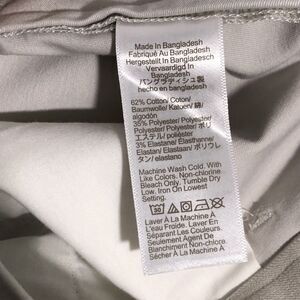 Made In Bangladesh
Fabriqué Au Bangladesh
Hergestellt In Bangladesch
Vervaardigd In
Bangladesh
バングラディシュ製
hecho en bangladesh
62% Cotton/ Coton/
Baumwolle/ Katoen/ 綿/
algodón
35% Polyester/ Polyester/
Polyester/ Polyester/ ポリ
エステル/ poliéster
3% Elastane/ Élasthanne/
Elasthan/ Elastaan/ ポリウレ
タン/ elastano
Machine Wash Cold. With
Like Colors. Non-chlorine
Bleach Only. Tumble Dry
Low. Iron On Lowest
Setting.
30
Laver À La Machine À
L'eau Froide. Laver En
Séparant Les Couleurs.
Seulement Agent De
Blanchiment Non-chlore.
Sécher À La Machine À